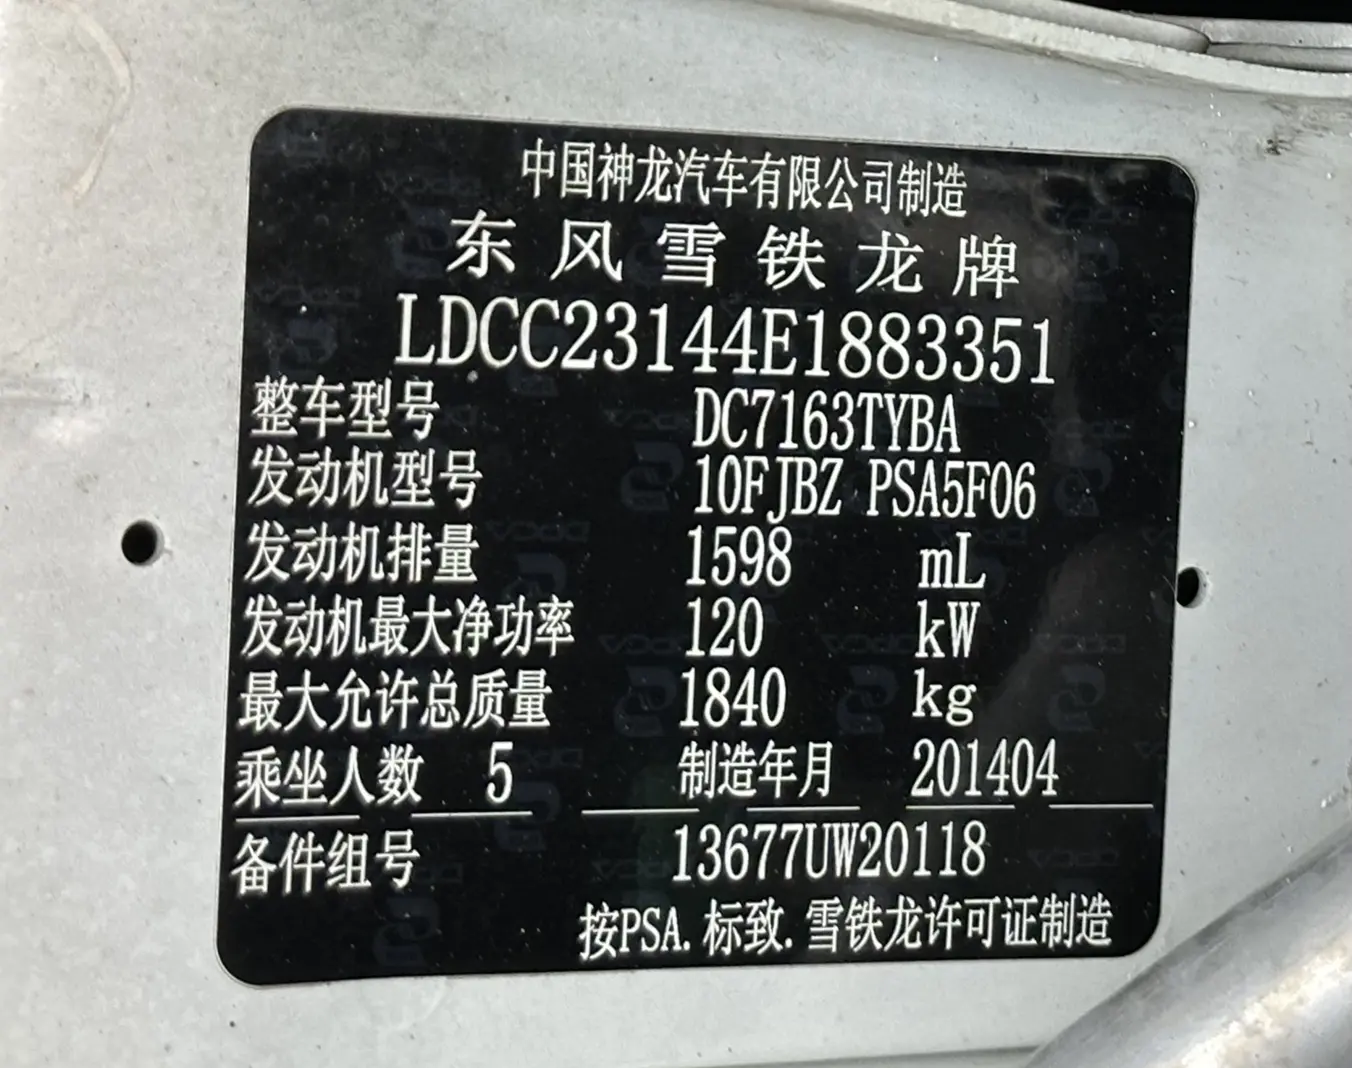 中国神龙汽车有限公司制造
东风雪铁龙牌
LDCC23144E1883351
整车型号 DC7163TYBA
发动机型号 10FJBZ PSA5F06
发动机排量 1598 mL
发动机最大净功率 120 kW
最大允许总质量 1840 kg
乘坐人数 5 制造年月 201404
备件组号 13677UW20118
按PSA.标致.雪铁龙许可证制造